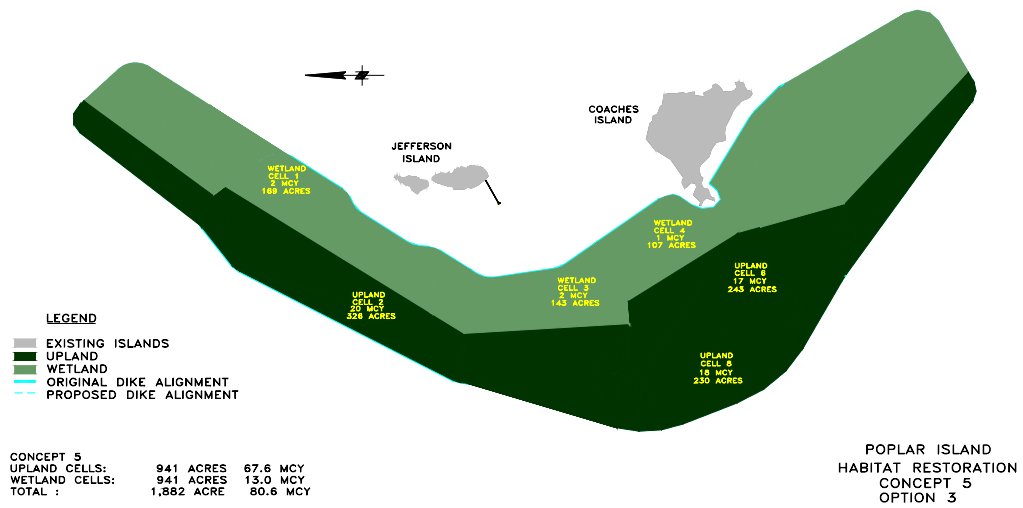 COACHES
ISLAND
JEFFERSON
ISLAND
WETLAND
CELL 1
2 MCY
169 ACRES
WETLAND
CELL 4
1 MCY
107 ACRES
UPLAND
CELL 6
17 MCY
243 ACRES
WETLAND
CELL 3
2 MCY
143 ACRES
UPLAND
CELL 2
20 MCY
326 ACRES
UPLAND
CELL 8
18 MCY
230 ACRES
LEGEND
EXISTING ISLANDS
UPLAND
WETLAND
ORIGINAL DIKE ALIGNMENT
PROPOSED DIKE ALIGNMENT
CONCEPT 5
UPLAND CELLS: 941 ACRES 67.6 MCY
WETLAND CELLS: 941 ACRES 13.0 MCY
TOTAL : 1,882 ACRE 80.6 MCY
POPLAR ISLAND
HABITAT RESTORATION
CONCEPT 5
OPTION 3